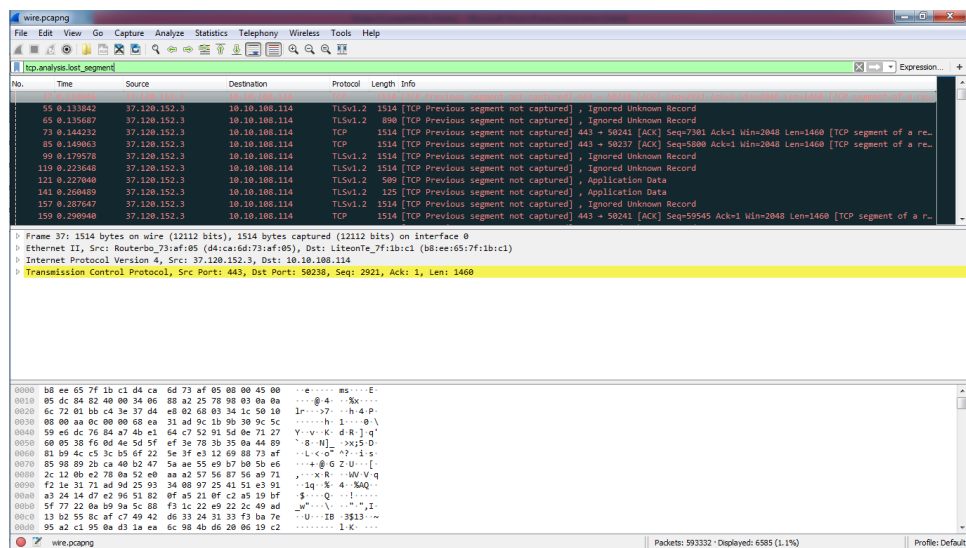 wire.pcapng
File Edit View Go Capture Analyze Statistics Telephony Wireless Tools Help
tcp.analysis.lost_segment Expression... +
No. Time Source Destination Protocol Length Info
55 0.133842 37.120.152.3 10.10.108.114 TLSv1.2 1514 [TCP Previous segment not captured] , Ignored Unknown Record
65 0.135687 37.120.152.3 10.10.108.114 TLSv1.2 890 [TCP Previous segment not captured] , Ignored Unknown Record
73 0.144232 37.120.152.3 10.10.108.114 TCP 1514 [TCP Previous segment not captured] 443 → 50241 [ACK] Seq=7301 Ack=1 Win=2048 Len=1460 [TCP segment of a re…
85 0.149063 37.120.152.3 10.10.108.114 TCP 1514 [TCP Previous segment not captured] 443 → 50237 [ACK] Seq=5800 Ack=1 Win=2048 Len=1460 [TCP segment of a re…
99 0.179578 37.120.152.3 10.10.108.114 TLSv1.2 1514 [TCP Previous segment not captured] , Ignored Unknown Record
119 0.223648 37.120.152.3 10.10.108.114 TLSv1.2 1514 [TCP Previous segment not captured] , Ignored Unknown Record
121 0.227040 37.120.152.3 10.10.108.114 TLSv1.2 509 [TCP Previous segment not captured] , Application Data
141 0.260489 37.120.152.3 10.10.108.114 TLSv1.2 125 [TCP Previous segment not captured] , Application Data
157 0.287647 37.120.152.3 10.10.108.114 TLSv1.2 1514 [TCP Previous segment not captured] , Ignored Unknown Record
159 0.290940 37.120.152.3 10.10.108.114 TCP 1514 [TCP Previous segment not captured] 443 → 50241 [ACK] Seq=59545 Ack=1 Win=2048 Len=1460 [TCP segment of a r…
Frame 37: 1514 bytes on wire (12112 bits), 1514 bytes captured (12112 bits) on interface 0
Ethernet II, Src: Routerbo_73:af:05 (d4:ca:6d:73:af:05), Dst: LiteonTe_7f:1b:c1 (b8:ee:65:7f:1b:c1)
Internet Protocol Version 4, Src: 37.120.152.3, Dst: 10.10.108.114
Transmission Control Protocol, Src Port: 443, Dst Port: 50238, Seq: 2921, Ack: 1, Len: 1460
0000 b8 ee 65 7f 1b c1 d4 ca 6d 73 af 05 08 00 45 00 ··e····· ms····E·
0010 05 dc 84 82 40 00 34 06 88 a2 25 78 98 03 0a 0a ····@·4· ··%x····
0020 6c 72 01 bb c4 3e 37 d4 e8 02 68 03 34 1c 50 10 lr···>7· ··h·4·P·
0030 08 00 aa 0c 00 00 68 ea 31 ad 9c 1b 9b 30 9c 5c ······h· 1····0·\
0040 59 e6 dc 76 84 a7 4b e1 64 c7 52 91 5d 0e 71 27 Y··v··K· d·R·]·q'
0050 60 05 38 f6 0d 4e 5d 5f ef 3e 78 3b 35 0a 44 89 `·8··N]_ ·>x;5·D·
0060 81 b9 4c c5 3c b5 6f 22 5e 3f e3 12 69 88 73 af ··L·<·o" ^?··i·s·
0070 85 98 89 2b ca 40 b2 47 5a ae 55 e9 b7 b0 5b e6 ···+·@·G Z·U···[·
0080 2c 12 0b e2 78 0a 52 e0 aa a2 57 56 87 56 a9 71 ,···x·R· ··WV·V·q
0090 f2 1e 31 71 ad 9d 25 93 34 08 97 25 41 51 e3 91 ··1q··%· 4··%AQ··
00a0 a3 24 14 d7 e2 96 51 82 0f a5 21 0f c2 a5 19 bf ·$····Q· ··!·····
00b0 5f 77 22 0a b9 9a 5c 88 f3 1c 22 e9 22 2c 49 ad _w"···\· ··"·",I·
00c0 13 b2 55 8c af c7 49 42 d6 33 24 31 33 f3 ba 7e ··U···IB ·3$13··~
00d0 95 a2 c1 95 0a d3 1a ea 6c 98 4b d6 20 06 19 c2 ········ l·K· ···
wire.pcapng Packets: 593332 · Displayed: 6585 (1.1%) Profile: Default